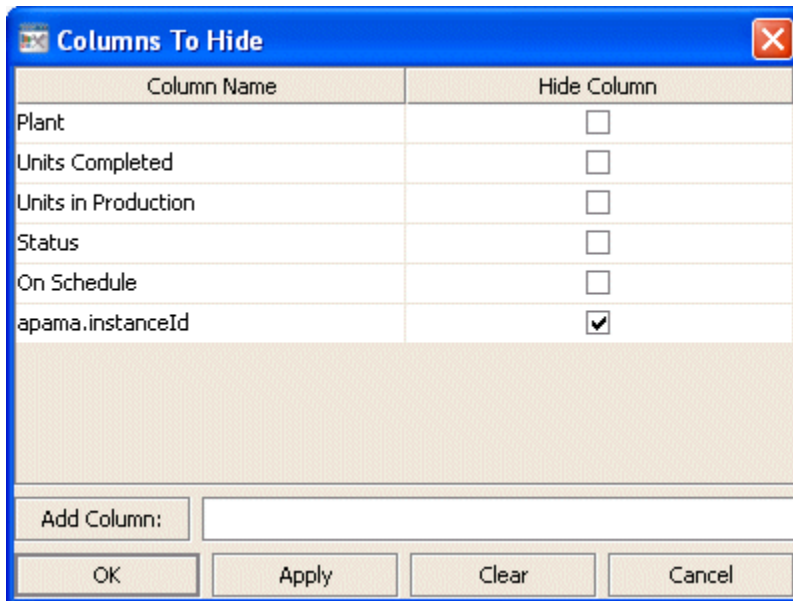 Columns To Hide
Column Name Hide Column
Plant
Units Completed
Units in Production
Status
On Schedule
apama.instanceId
Add Column:
OK Apply Clear Cancel